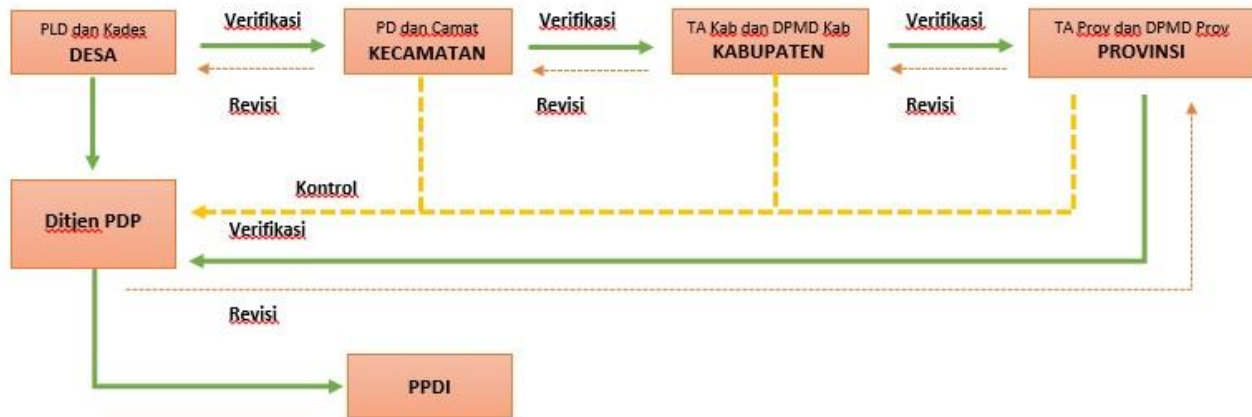 Verifikasi
Verifikasi
Verifikasi
PLD dan Kades
DESA
PD dan Camat
KECAMATAN
TA Kab dan DPMD Kab
KABUPATEN
TA Prov dan DPMD Prov
PROVINSI
Revisi
Revisi
Revisi
Kontrol
Ditjen PDP
Verifikasi
Revisi
PPDI